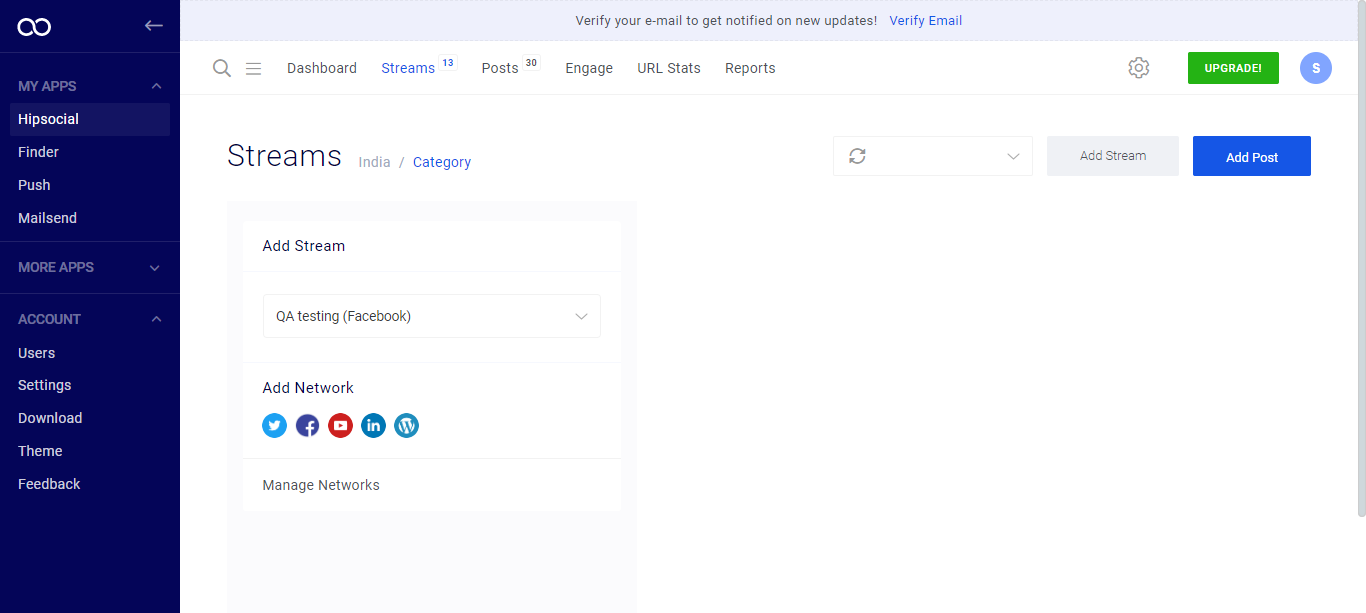 Verify your e-mail to get notified on new updates! Verify Email
MY APPS
Hipsocial
Finder
Push
Mailsend
MORE APPS
ACCOUNT
Users
Settings
Download
Theme
Feedback
Dashboard Streams 13 Posts 30 Engage URL Stats Reports
UPGRADE! S
Streams India / Category
Add Stream Add Post
Add Stream
QA testing (Facebook)
Add Network
Manage Networks